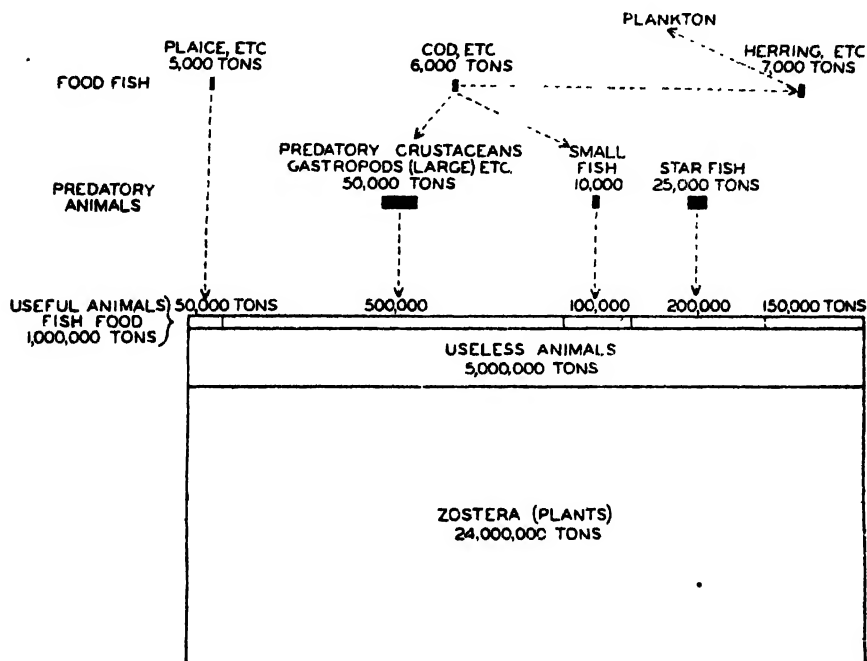 PLANKTON
PLAICE, ETC
5,000 TONS
COD, ETC
6,000 TONS
HERRING, ETC
7,000 TONS
FOOD FISH
PREDATORY CRUSTACEANS
GASTROPODS (LARGE) ETC.
50,000 TONS
SMALL
FISH
10,000
STAR FISH
25,000 TONS
PREDATORY
ANIMALS
USEFUL ANIMALS
FISH FOOD
1,000,000 TONS
50,000 TONS
500,000
100,000
200,000
150,000 TONS
USELESS ANIMALS
5,000,000 TONS
ZOSTERA (PLANTS)
24,000,000 TONS